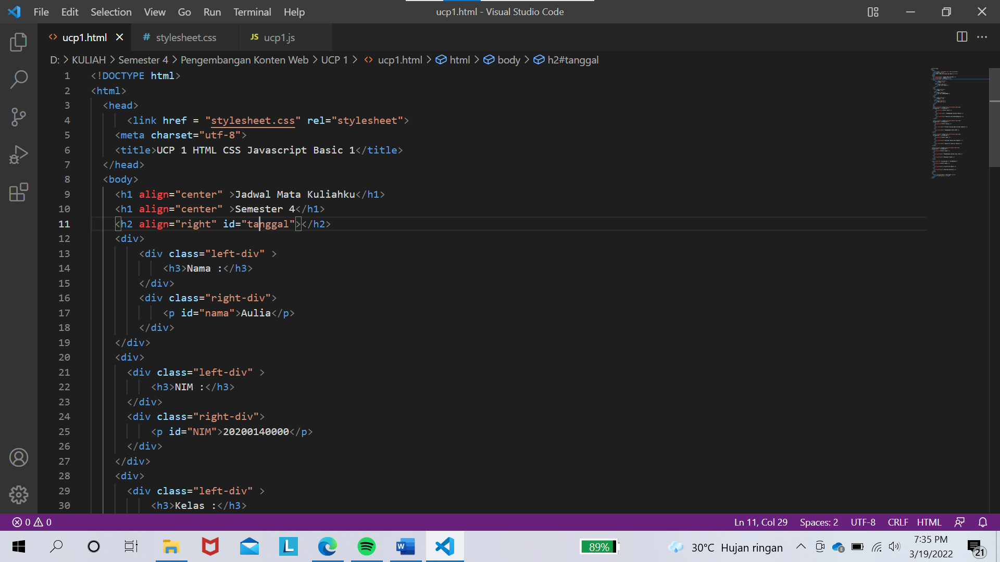 File Edit Selection View Go Run Terminal Help ucp1.html - Visual Studio Code
<> ucp1.html # stylesheet.css JS ucp1.js
D: > KULIAH > Semester 4 > Pengembangan Konten Web > UCP 1 > <> ucp1.html > html > body > h2#tanggal
1 <!DOCTYPE html>
2 <html>
3 <head>
4 <link href = "stylesheet.css" rel="stylesheet">
5 <meta charset="utf-8">
6 <title>UCP 1 HTML CSS Javascript Basic 1</title>
7 </head>
8 <body>
9 <h1 align="center" >Jadwal Mata Kuliahku</h1>
10 <h1 align="center" >Semester 4</h1>
11 <h2 align="right" id="tanggal"></h2>
12 <div>
13 <div class="left-div" >
14 <h3>Nama :</h3>
15 </div>
16 <div class="right-div">
17 <p id="nama">Aulia</p>
18 </div>
19 </div>
20 <div>
21 <div class="left-div" >
22 <h3>NIM :</h3>
23 </div>
24 <div class="right-div">
25 <p id="NIM">20200140000</p>
26 </div>
27 </div>
28 <div>
29 <div class="left-div" >
30 <h3>Kelas :</h3>
0 0 Ln 11, Col 29 Spaces: 2 UTF-8 CRLF HTML
89% 30°C Hujan ringan 7:35 PM
3/19/2022 21